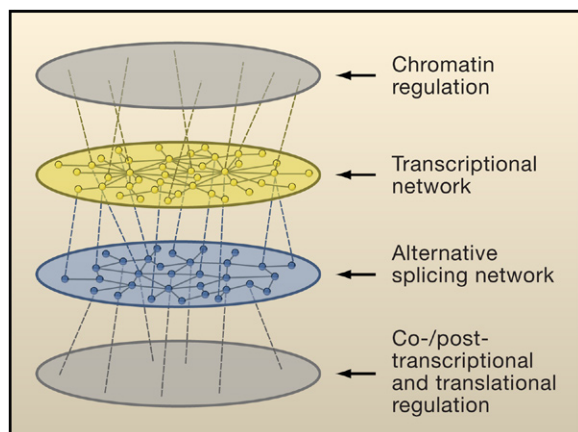 Chromatin
regulation
Transcriptional
network
Alternative
splicing network
Co-/post-
transcriptional
and translational
regulation